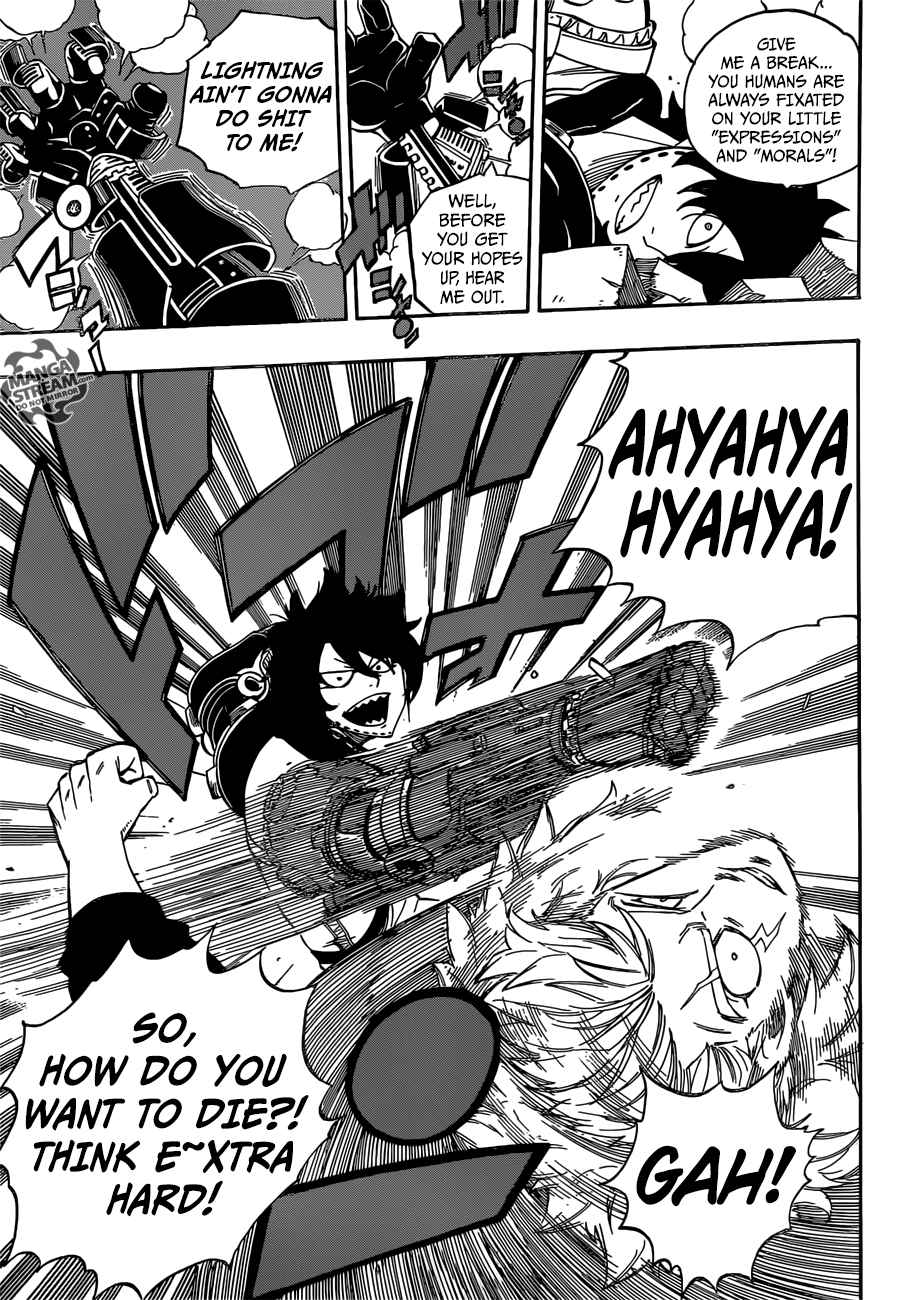 GIVE
ME A BREAK...
YOU HUMANS ARE
ALWAYS FIXATED
ON YOUR LITTLE
"EXPRESSIONS"
AND "MORALS"!
WELL,
BEFORE
YOU GET
YOUR HOPES
UP, HEAR
ME OUT.
LIGHTNING
AIN'T GONNA
DO SHIT
TO ME!
MANGA
STREAM.com
DO NOT MIRROR
AHYAHYA
HYAHYA!
SO,
HOW DO YOU
WANT TO DIE?!
THINK E~XTRA
HARD!
GAH!